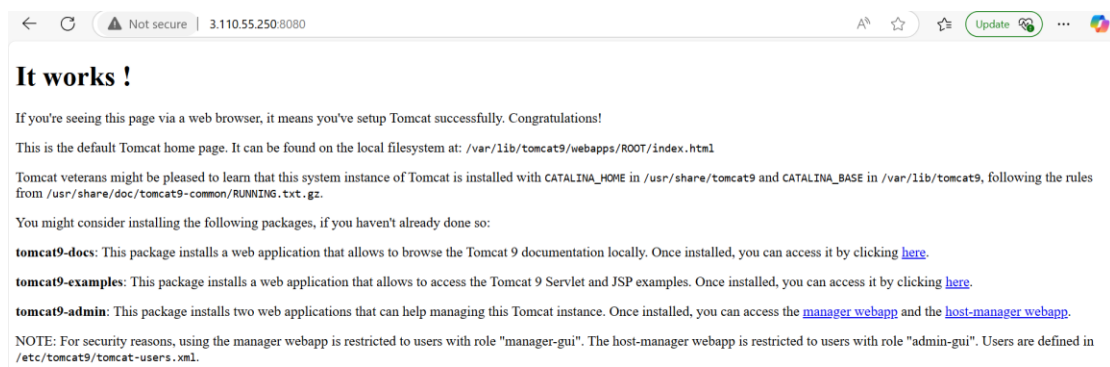 Not secure
3.110.55.250:8080
Update
It works !
If you're seeing this page via a web browser, it means you've setup Tomcat successfully. Congratulations!
This is the default Tomcat home page. It can be found on the local filesystem at: /var/lib/tomcat9/webapps/ROOT/index.html
Tomcat veterans might be pleased to learn that this system instance of Tomcat is installed with CATALINA_HOME in /usr/share/tomcat9 and CATALINA_BASE in /var/lib/tomcat9, following the rules
from /usr/share/doc/tomcat9-common/RUNNING.txt.gz.
You might consider installing the following packages, if you haven't already done so:
tomcat9-docs: This package installs a web application that allows to browse the Tomcat 9 documentation locally. Once installed, you can access it by clicking here.
tomcat9-examples: This package installs a web application that allows to access the Tomcat 9 Servlet and JSP examples. Once installed, you can access it by clicking here.
tomcat9-admin: This package installs two web applications that can help managing this Tomcat instance. Once installed, you can access the manager webapp and the host-manager webapp.
NOTE: For security reasons, using the manager webapp is restricted to users with role "manager-gui". The host-manager webapp is restricted to users with role "admin-gui". Users are defined in
/etc/tomcat9/tomcat-users.xml.